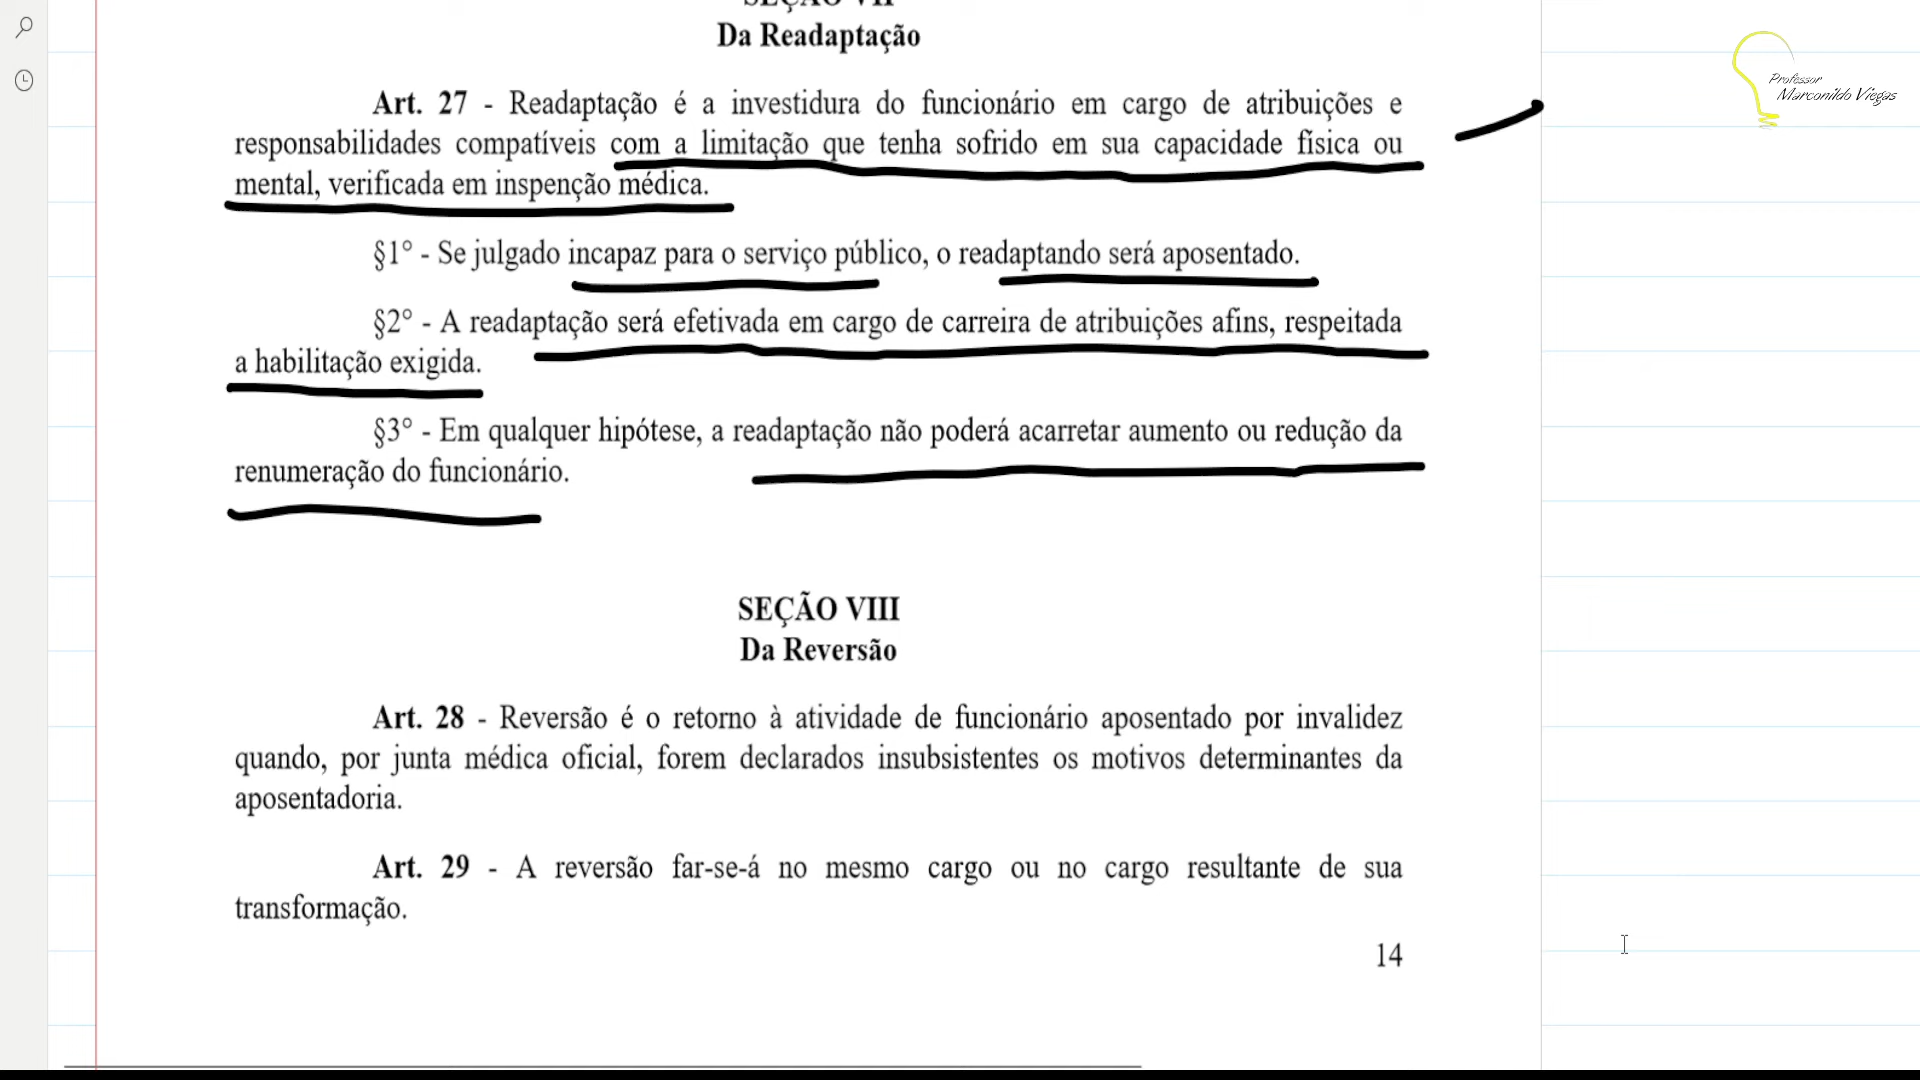 SEÇÃO VII
Da Readaptação
Professor
Marconildo Viegas
Art. 27 - Readaptação é a investidura do funcionário em cargo de atribuições e
responsabilidades compatíveis com a limitação que tenha sofrido em sua capacidade física ou
mental, verificada em inspenção médica.
§1° - Se julgado incapaz para o serviço público, o readaptando será aposentado.
§2° - A readaptação será efetivada em cargo de carreira de atribuições afins, respeitada
a habilitação exigida.
§3° - Em qualquer hipótese, a readaptação não poderá acarretar aumento ou redução da
renumeração do funcionário.
SEÇÃO VIII
Da Reversão
Art. 28 - Reversão é o retorno à atividade de funcionário aposentado por invalidez
quando, por junta médica oficial, forem declarados insubsistentes os motivos determinantes da
aposentadoria.
Art. 29 - A reversão far-se-á no mesmo cargo ou no cargo resultante de sua
transformação.
14